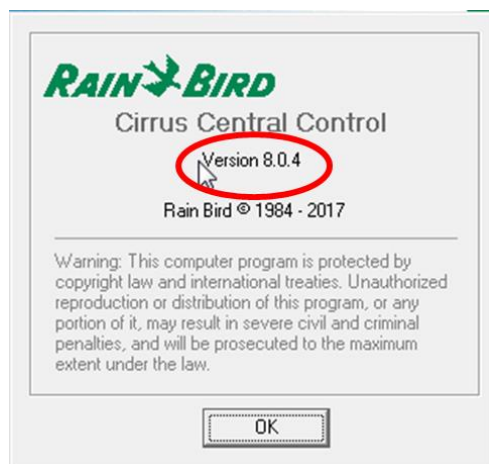 RAIN BIRD
Cirrus Central Control
Version 8.0.4
Rain Bird © 1984 - 2017
Warning: This computer program is protected by
copyright law and international treaties. Unauthorized
reproduction or distribution of this program, or any
portion of it, may result in severe civil and criminal
penalties, and will be prosecuted to the maximum
extent under the law.
OK